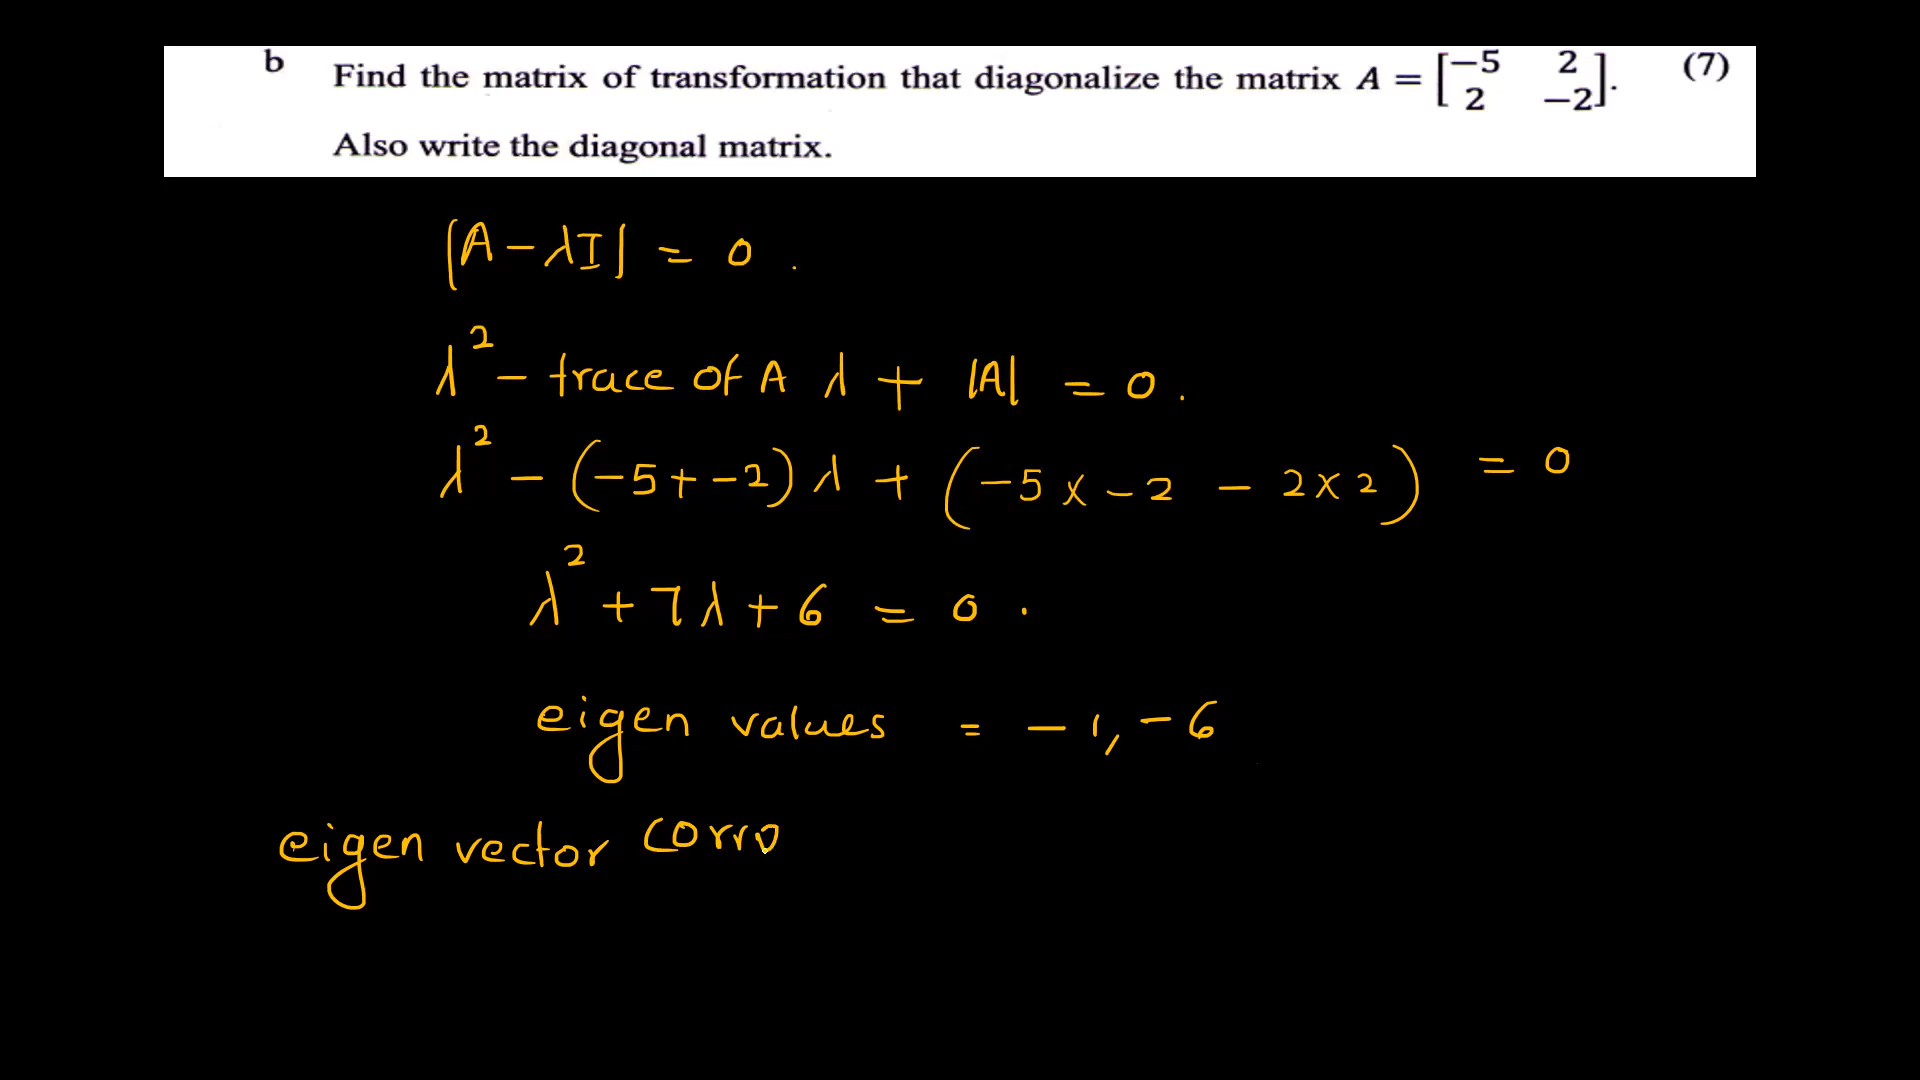 b Find the matrix of transformation that diagonalize the matrix A = [-5 2; 2 -2]. (7)
Also write the diagonal matrix.
|A - λI| = 0.
λ² - trace of A λ + |A| = 0.
λ² - (-5 + -2) λ + (-5 x -2 - 2 x 2) = 0
λ² + 7λ + 6 = 0.
eigen values = -1, -6
eigen vector corro